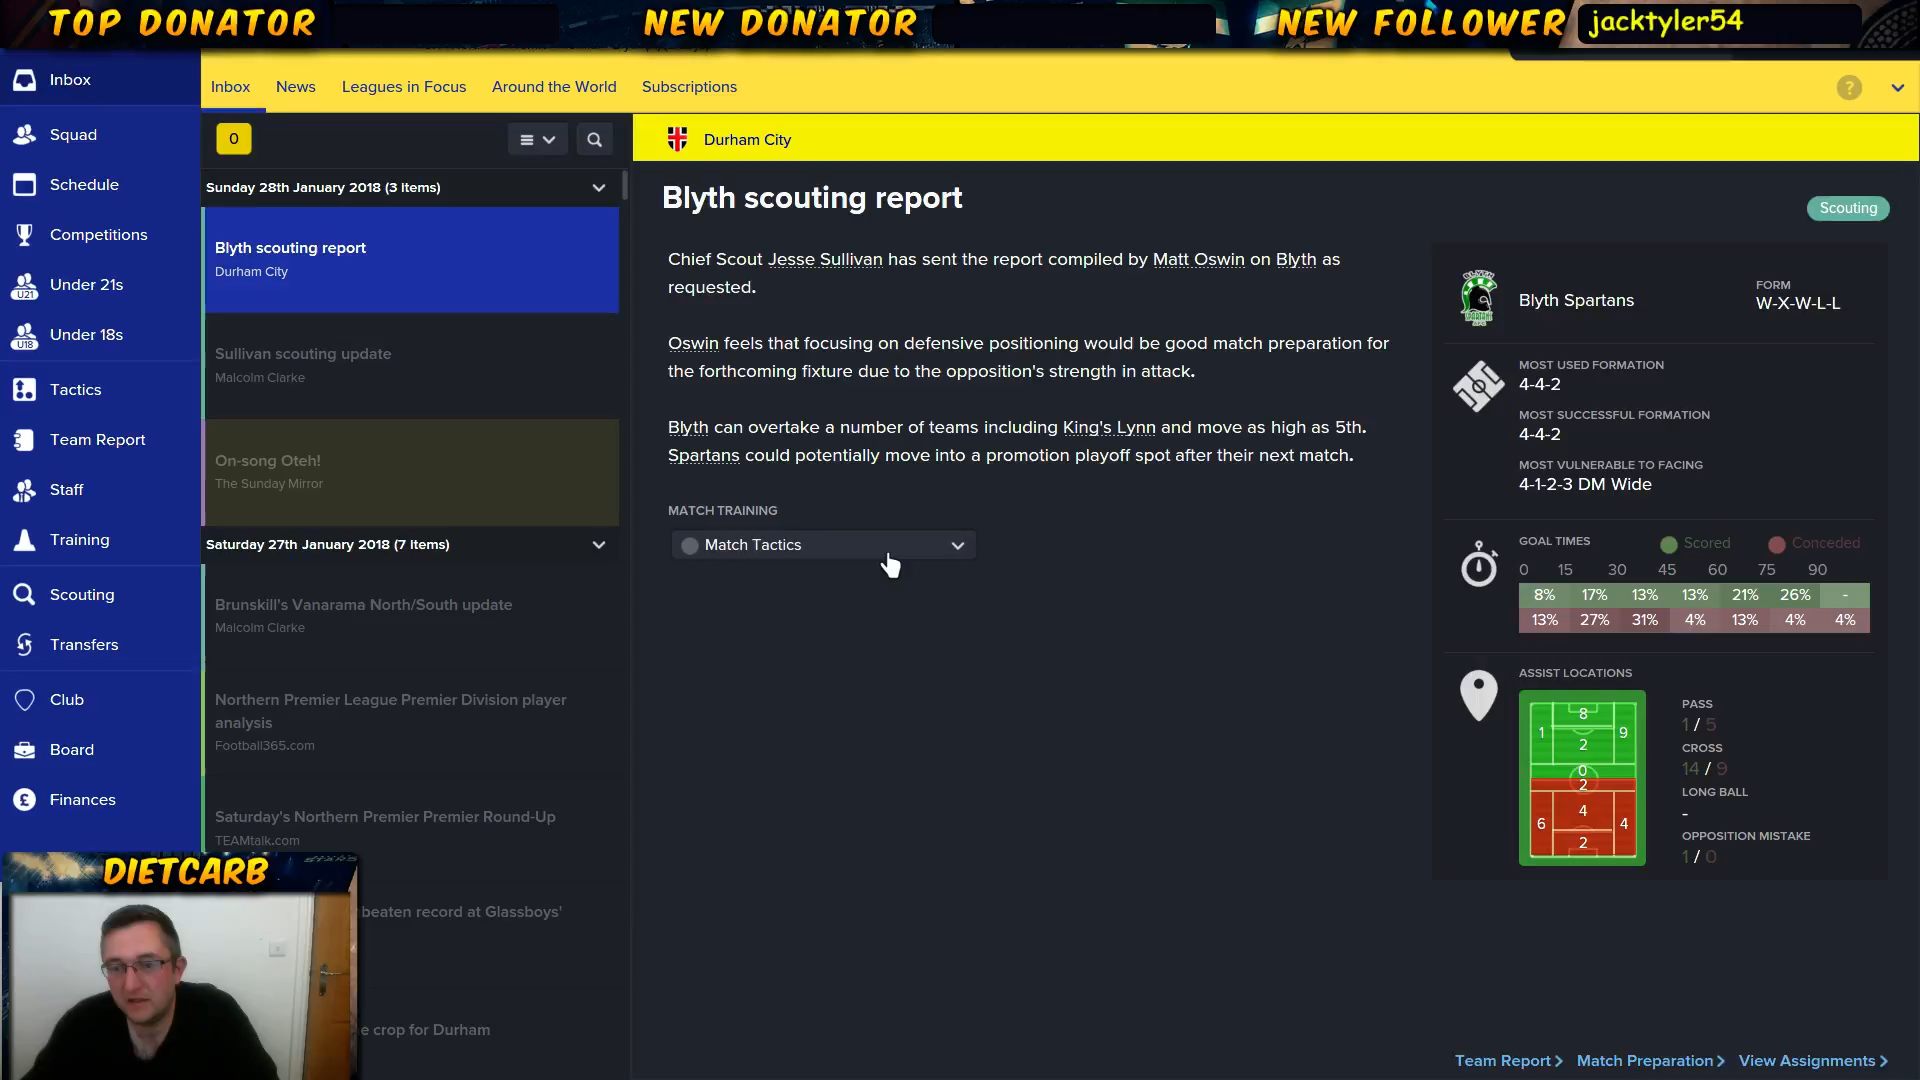 TOP DONATOR
NEW DONATOR
NEW FOLLOWER
jacktyler54
Inbox
Squad
Schedule
Competitions
U21
Under 21s
U18
Under 18s
Tactics
Team Report
Staff
Training
Scouting
Transfers
Club
Board
Finances
Inbox
News
Leagues in Focus
Around the World
Subscriptions
?
0
Sunday 28th January 2018 (3 Items)
Blyth scouting report
Durham City
Sullivan scouting update
Malcolm Clarke
On-song Oteh!
The Sunday Mirror
Saturday 27th January 2018 (7 Items)
Brunskill's Vanarama North/South update
Malcolm Clarke
Northern Premier League Premier Division player
analysis
Football365.com
Saturday's Northern Premier Premier Round-Up
TEAMtalk.com
beaten record at Glassboys'
e crop for Durham
DIETCARB
Durham City
Blyth scouting report
Scouting
Chief Scout Jesse Sullivan has sent the report compiled by Matt Oswin on Blyth as
requested.
Oswin feels that focusing on defensive positioning would be good match preparation for
the forthcoming fixture due to the opposition's strength in attack.
Blyth can overtake a number of teams including King's Lynn and move as high as 5th.
Spartans could potentially move into a promotion playoff spot after their next match.
MATCH TRAINING
Match Tactics
Blyth Spartans
FORM
W-X-W-L-L
MOST USED FORMATION
4-4-2
MOST SUCCESSFUL FORMATION
4-4-2
MOST VULNERABLE TO FACING
4-1-2-3 DM Wide
GOAL TIMES
Scored
Conceded
0 15 30 45 60 75 90
8% 17% 13% 13% 21% 26% -
13% 27% 31% 4% 13% 4% 4%
ASSIST LOCATIONS
8
1 9
2
0
2
4
6 4
2
PASS
1 / 5
CROSS
14 / 9
LONG BALL
-
OPPOSITION MISTAKE
1 / 0
Team Report
Match Preparation
View Assignments